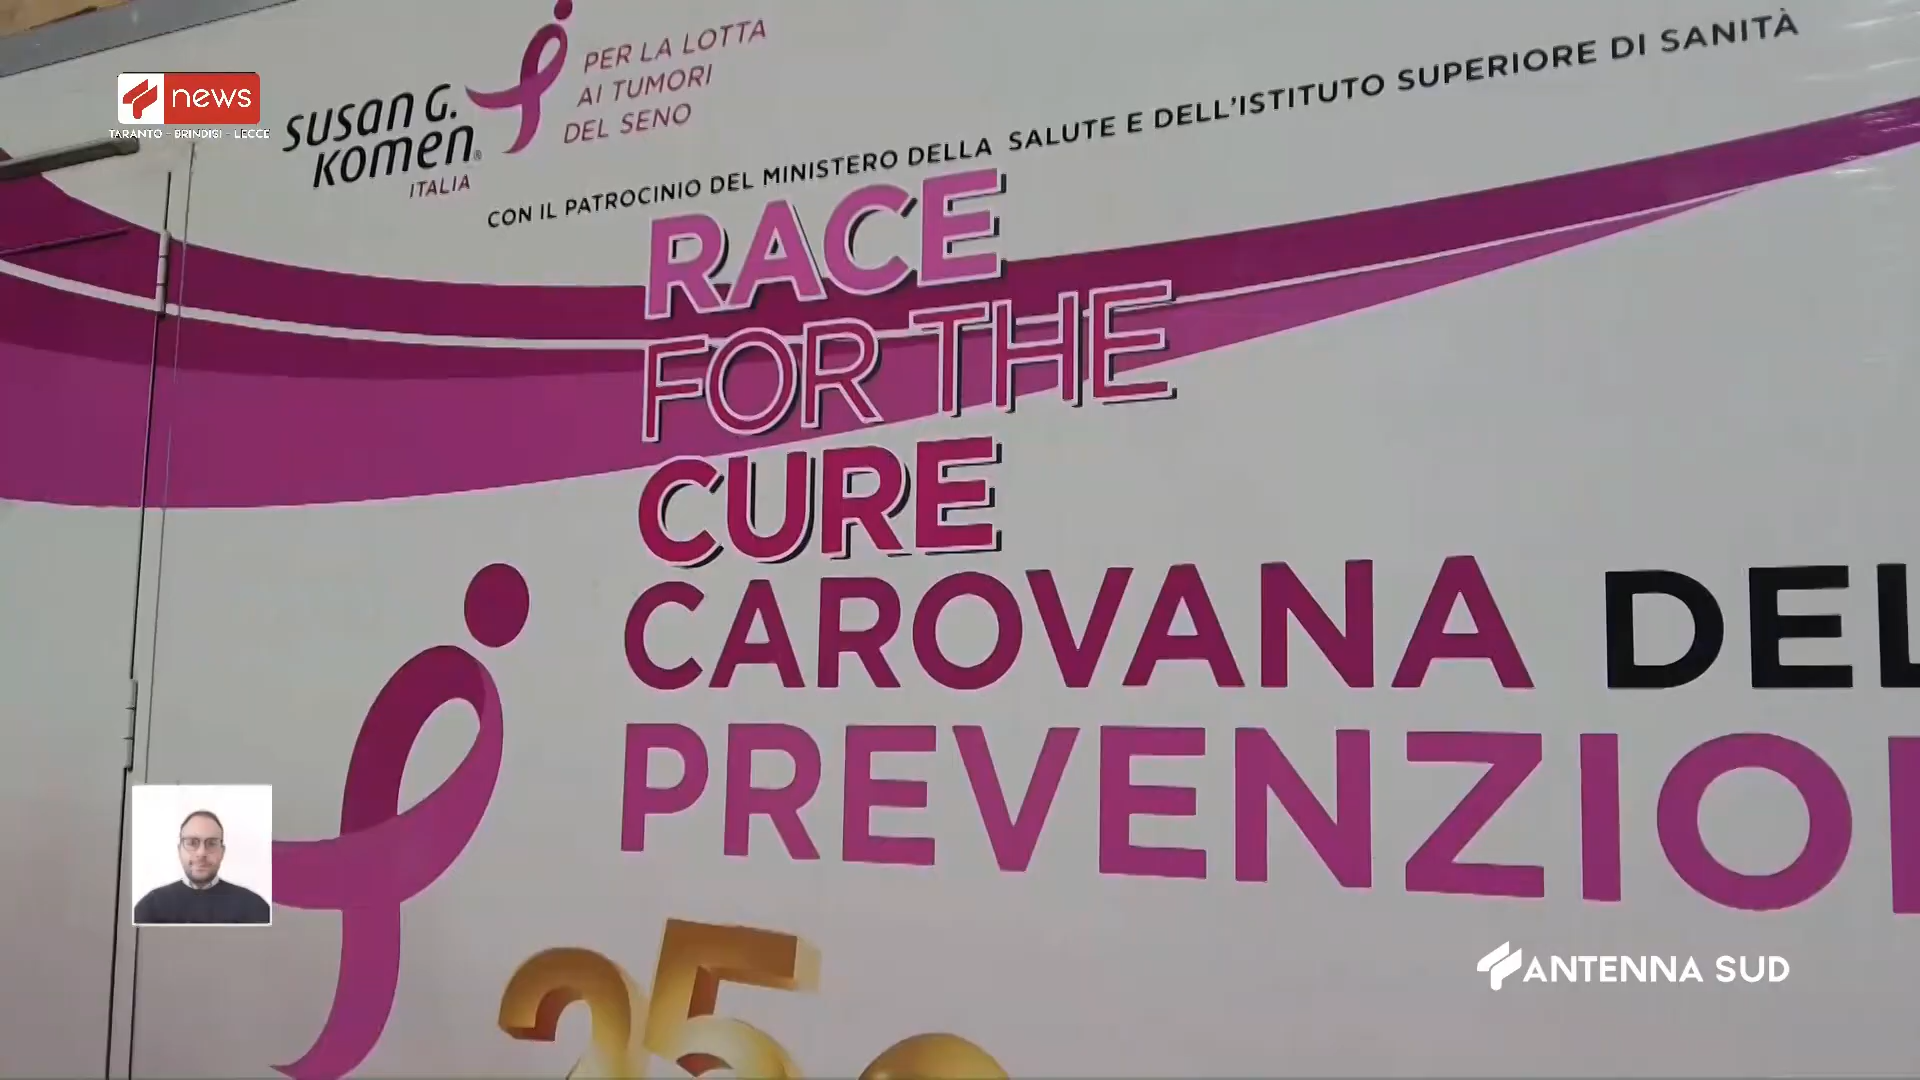 news
TARANTO - BRINDISI - LECCE
SUSAN G.
KOMEN®
ITALIA
PER LA LOTTA
AI TUMORI
DEL SENO
CON IL PATROCINIO DEL MINISTERO DELLA SALUTE E DELL'ISTITUTO SUPERIORE DI SANITÀ
RACE
FOR THE
CURE
CAROVANA DEL
PREVENZIO
25
ANTENNA SUD